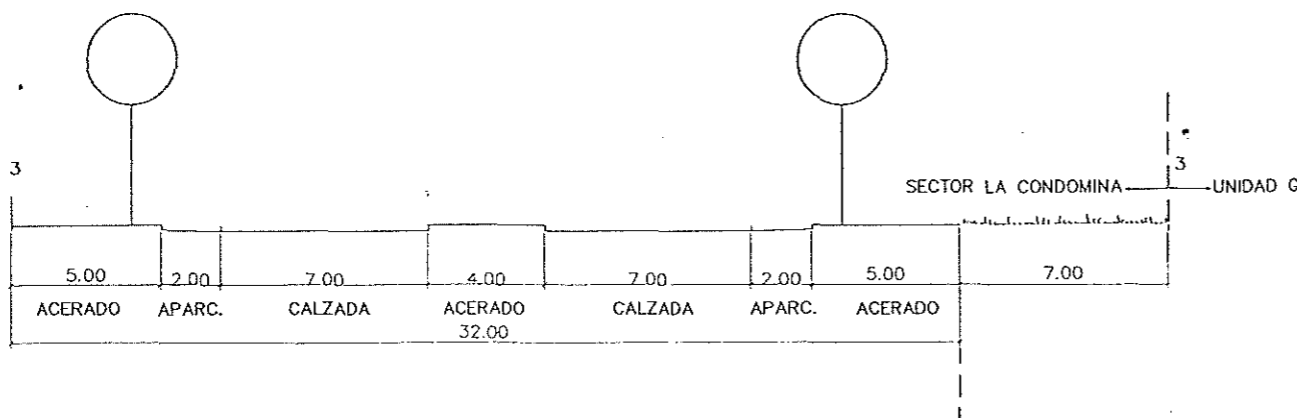 3
3
SECTOR LA CONDOMINA UNIDAD G
5.00 2.00 7.00 4.00 7.00 2.00 5.00 7.00
ACERADO APARC. CALZADA ACERADO CALZADA APARC. ACERADO
32.00